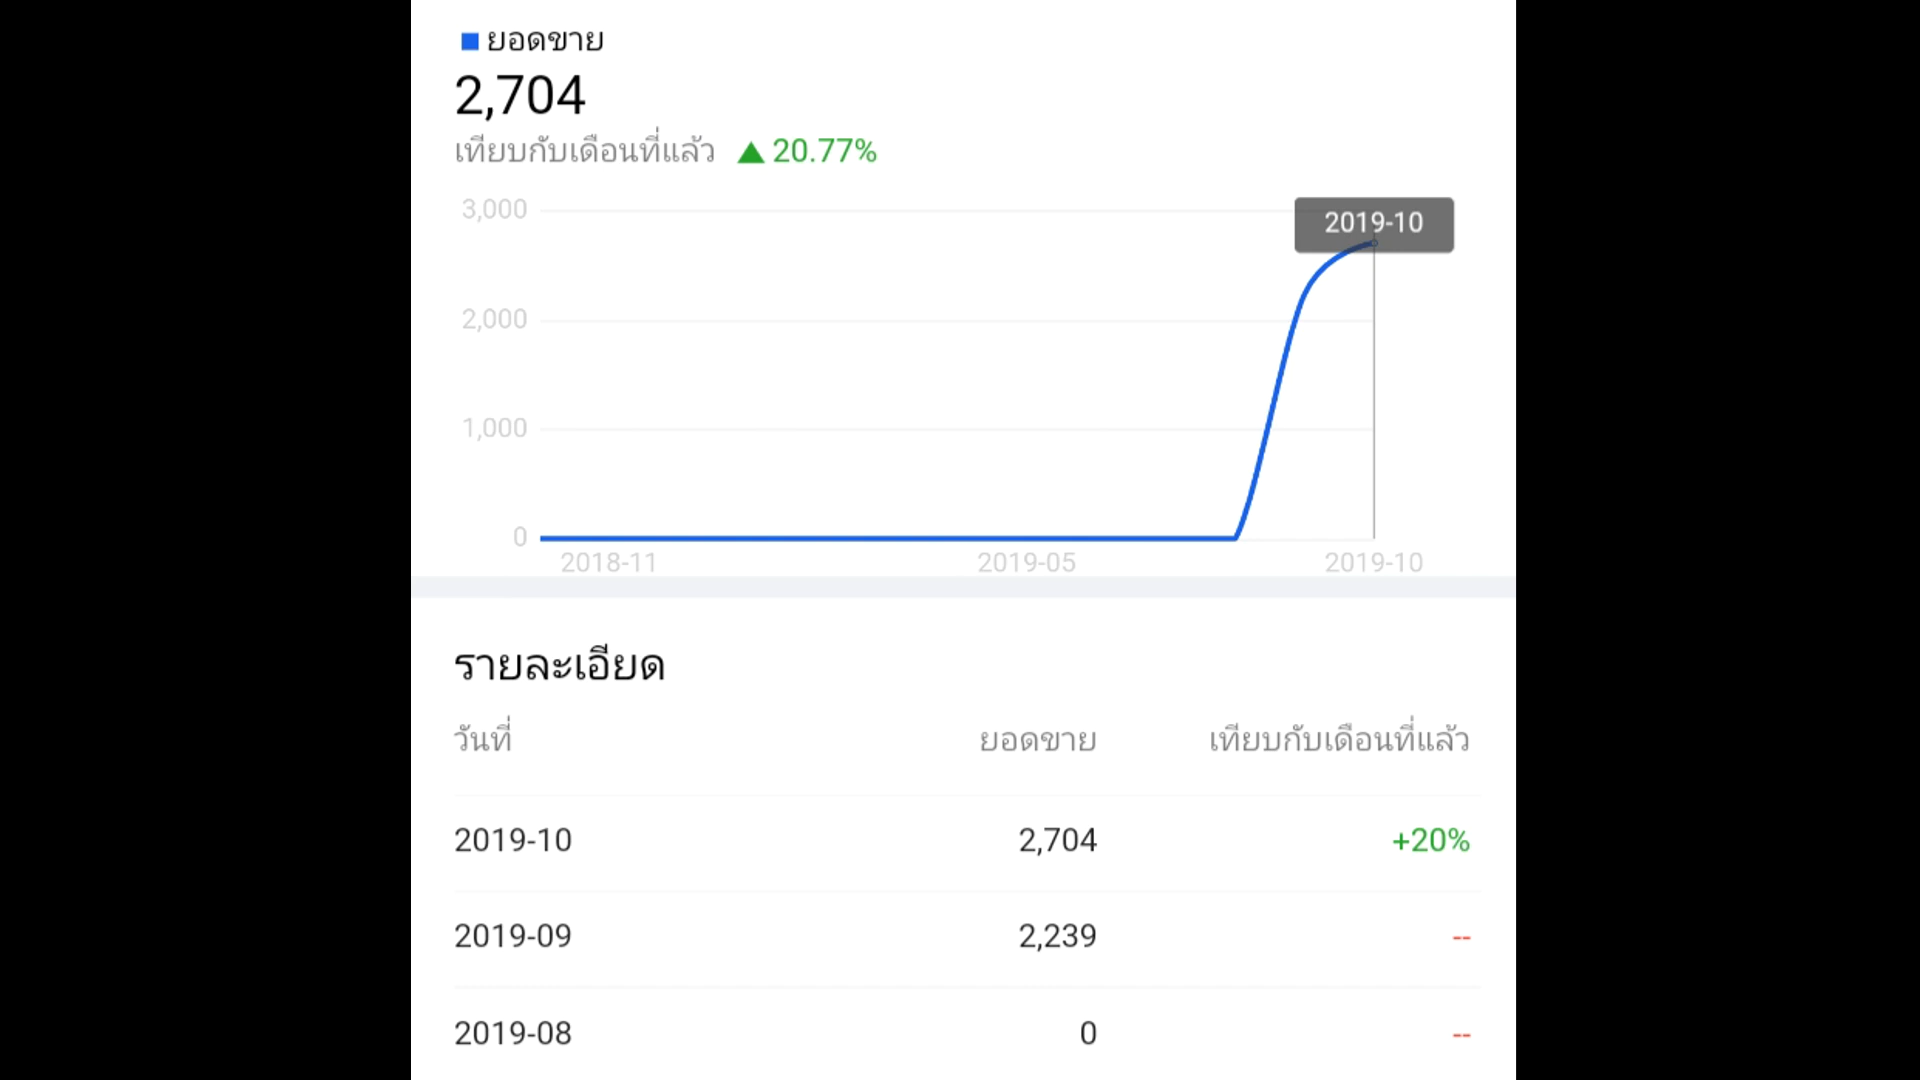 ยอดขาย
2,704
เทียบกับเดือนที่แล้ว ▲ 20.77%
3,000
2019-10
2,000
1,000
0
2018-11 2019-05 2019-10
รายละเอียด
วันที่ ยอดขาย เทียบกับเดือนที่แล้ว
2019-10 2,704 +20%
2019-09 2,239 --
2019-08 0 --